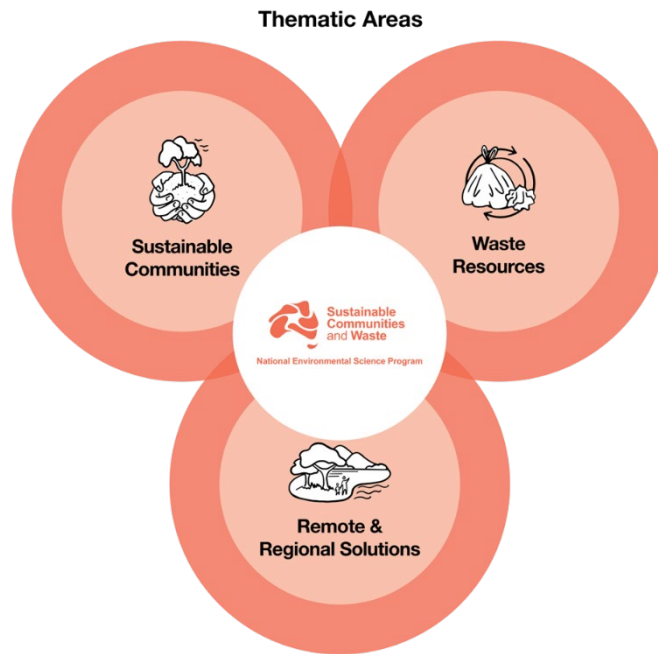 Thematic Areas
Sustainable
Communities
Waste
Resources
Sustainable
Communities
and Waste
National Environmental Science Program
Remote &
Regional Solutions